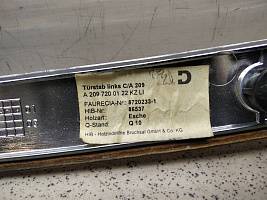 Türstab links C/A 209
A 209 720 01 22 KZ LI
FAURECIA-Nr.: 8720233-1
HIB-Nr.: 86537
Holzart: Esche
Q-Stand: Q 10
HIB - Holzindustrie Bruchsal GmbH & Co. KG
D